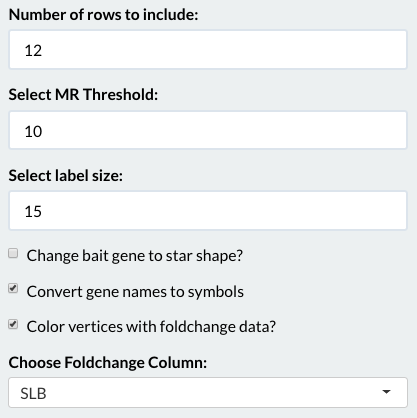 Number of rows to include:
12
Select MR Threshold:
10
Select label size:
15
Change bait gene to star shape?
Convert gene names to symbols
Color vertices with foldchange data?
Choose Foldchange Column:
SLB